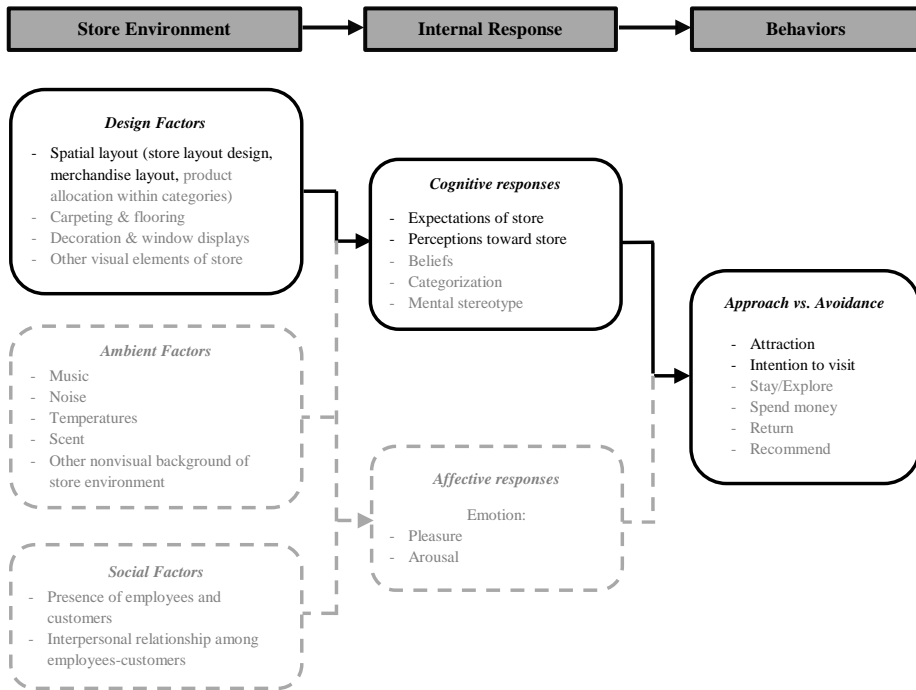 Store Environment
Internal Response
Behaviors
Design Factors
- Spatial layout (store layout design,
merchandise layout, product
allocation within categories)
- Carpeting & flooring
- Decoration & window displays
- Other visual elements of store
Ambient Factors
- Music
- Noise
- Temperatures
- Scent
- Other nonvisual background of
store environment
Social Factors
- Presence of employees and
customers
- Interpersonal relationship among
employees-customers
Cognitive responses
- Expectations of store
- Perceptions toward store
- Beliefs
- Categorization
- Mental stereotype
Affective responses
Emotion:
- Pleasure
- Arousal
Approach vs. Avoidance
- Attraction
- Intention to visit
- Stay/Explore
- Spend money
- Return
- Recommend